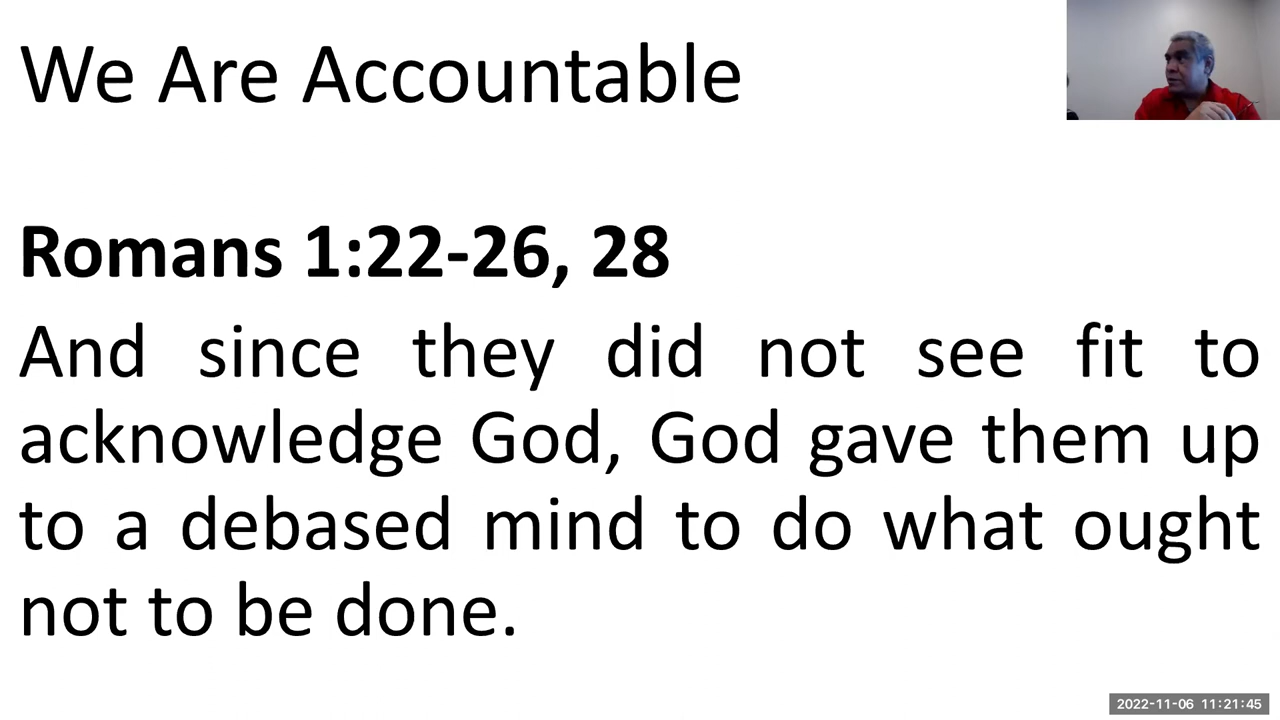 We Are Accountable
Romans 1:22-26, 28
And since they did not see fit to
acknowledge God, God gave them up
to a debased mind to do what ought
not to be done.
2022-11-06 11:21:45